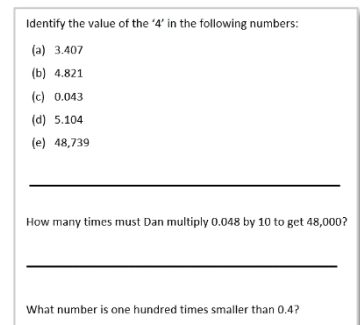 Identify the value of the ‘4’ in the following numbers:
(a) 3.407
(b) 4.821
(c) 0.043
(d) 5.104
(e) 48,739
How many times must Dan multiply 0.048 by 10 to get 48,000?
What number is one hundred times smaller than 0.4?